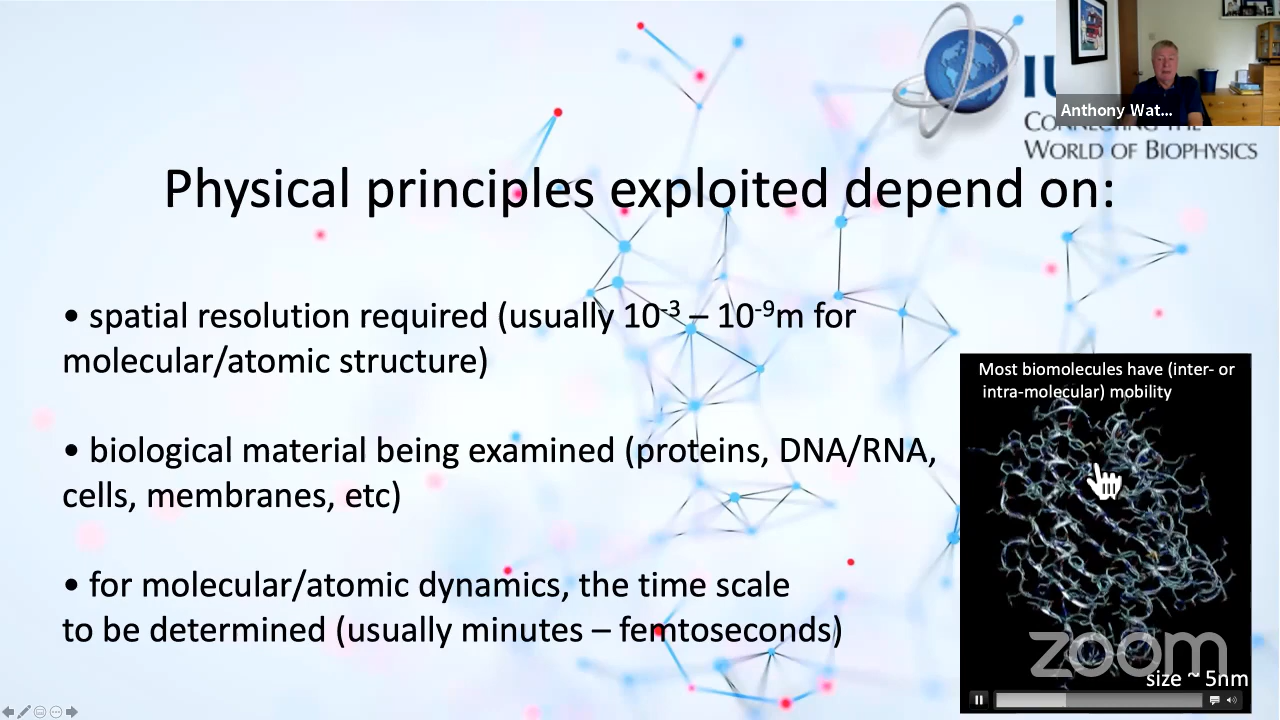 IU
Anthony Wat...
CONNECTING THE
WORLD OF BIOPHYSICS
Physical principles exploited depend on:
• spatial resolution required (usually 10⁻³ – 10⁻⁹m for
molecular/atomic structure)
• biological material being examined (proteins, DNA/RNA,
cells, membranes, etc)
• for molecular/atomic dynamics, the time scale
to be determined (usually minutes – femtoseconds)
Most biomolecules have (inter- or
intra-molecular) mobility
zoom
size ~ 5nm